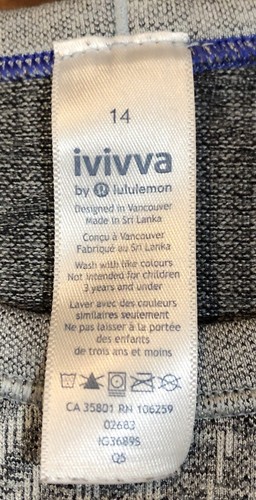 14
ivivva
by lululemon
Designed in Vancouver
Made in Sri Lanka
Conçu à Vancouver
Fabriqué au Sri Lanka
Wash with like colours
Not intended for children
3 years and under
Laver avec des couleurs
similaires seulement
Ne pas laisser à la portée
des enfants
de trois ans et moins
CA 35801 RN 106259
02683
IG3689S
Q5